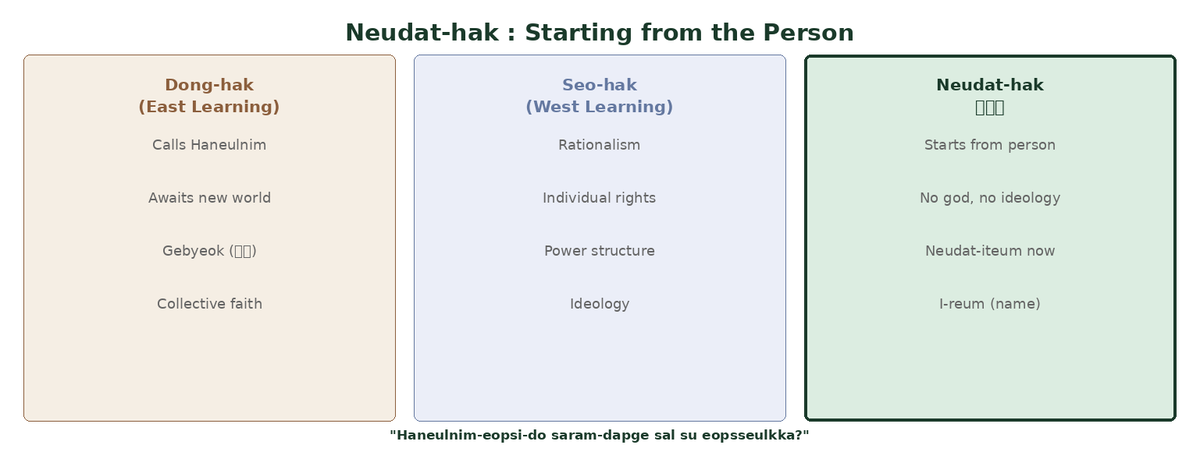 Neudat-hak : Starting from the Person
Dong-hak
(East Learning)
Calls Haneulnim
Awaits new world
Gebyeok (□□)
Collective faith
Seo-hak
(West Learning)
Rationalism
Individual rights
Power structure
Ideology
Neudat-hak
□□□
Starts from person
No god, no ideology
Neudat-iteum now
I-reum (name)
"Haneulnim-eopsi-do saram-dapge sal su eopsseulkka?"